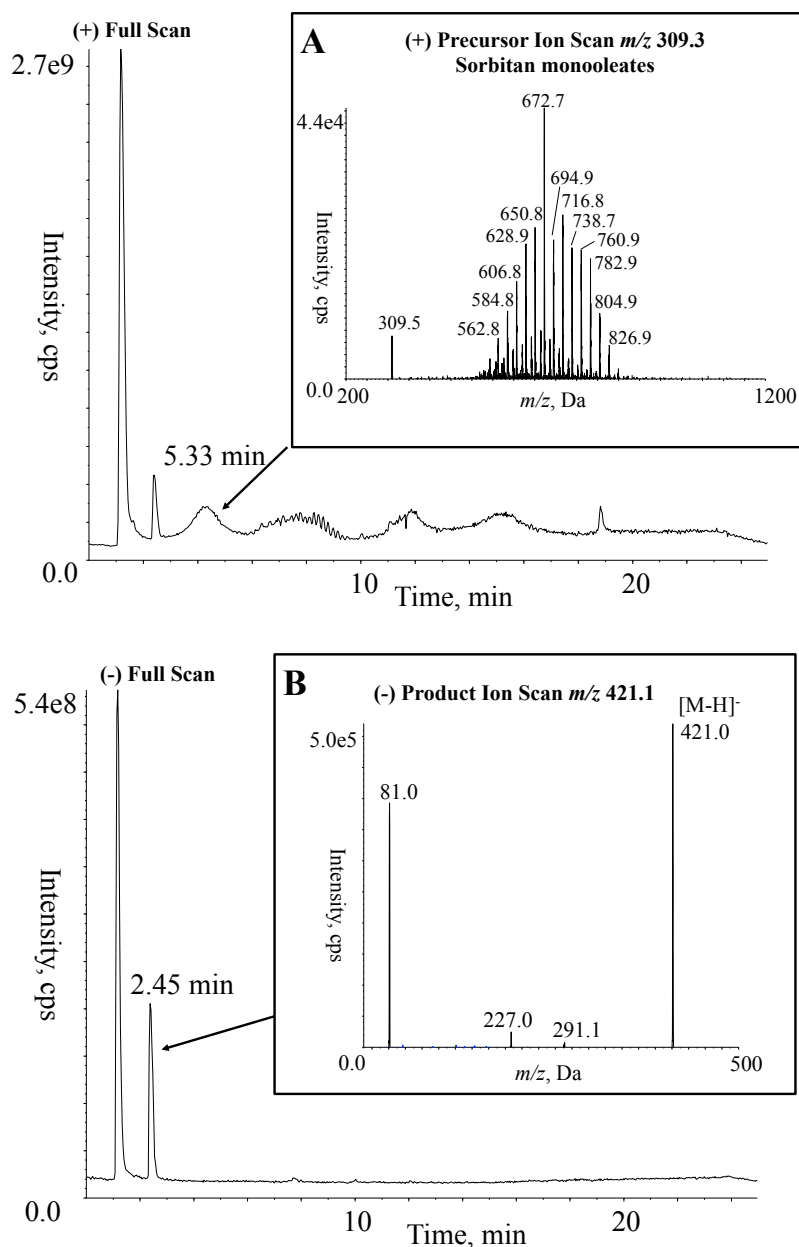 (+) Full Scan
2.7e9
Intensity, cps
5.33 min
0.0
10
20
Time, min
A
(+) Precursor Ion Scan m/z 309.3
Sorbitan monooleates
4.4e4
Intensity, cps
672.7
694.9
716.8
650.8
738.7
628.9
760.9
782.9
606.8
584.8
804.9
562.8
826.9
309.5
0.0
200
1200
m/z, Da
(-) Full Scan
5.4e8
Intensity, cps
2.45 min
0.0
10
20
Time, min
B
(-) Product Ion Scan m/z 421.1
[M-H]-
421.0
5.0e5
81.0
Intensity, cps
227.0
291.1
0.0
500
m/z, Da